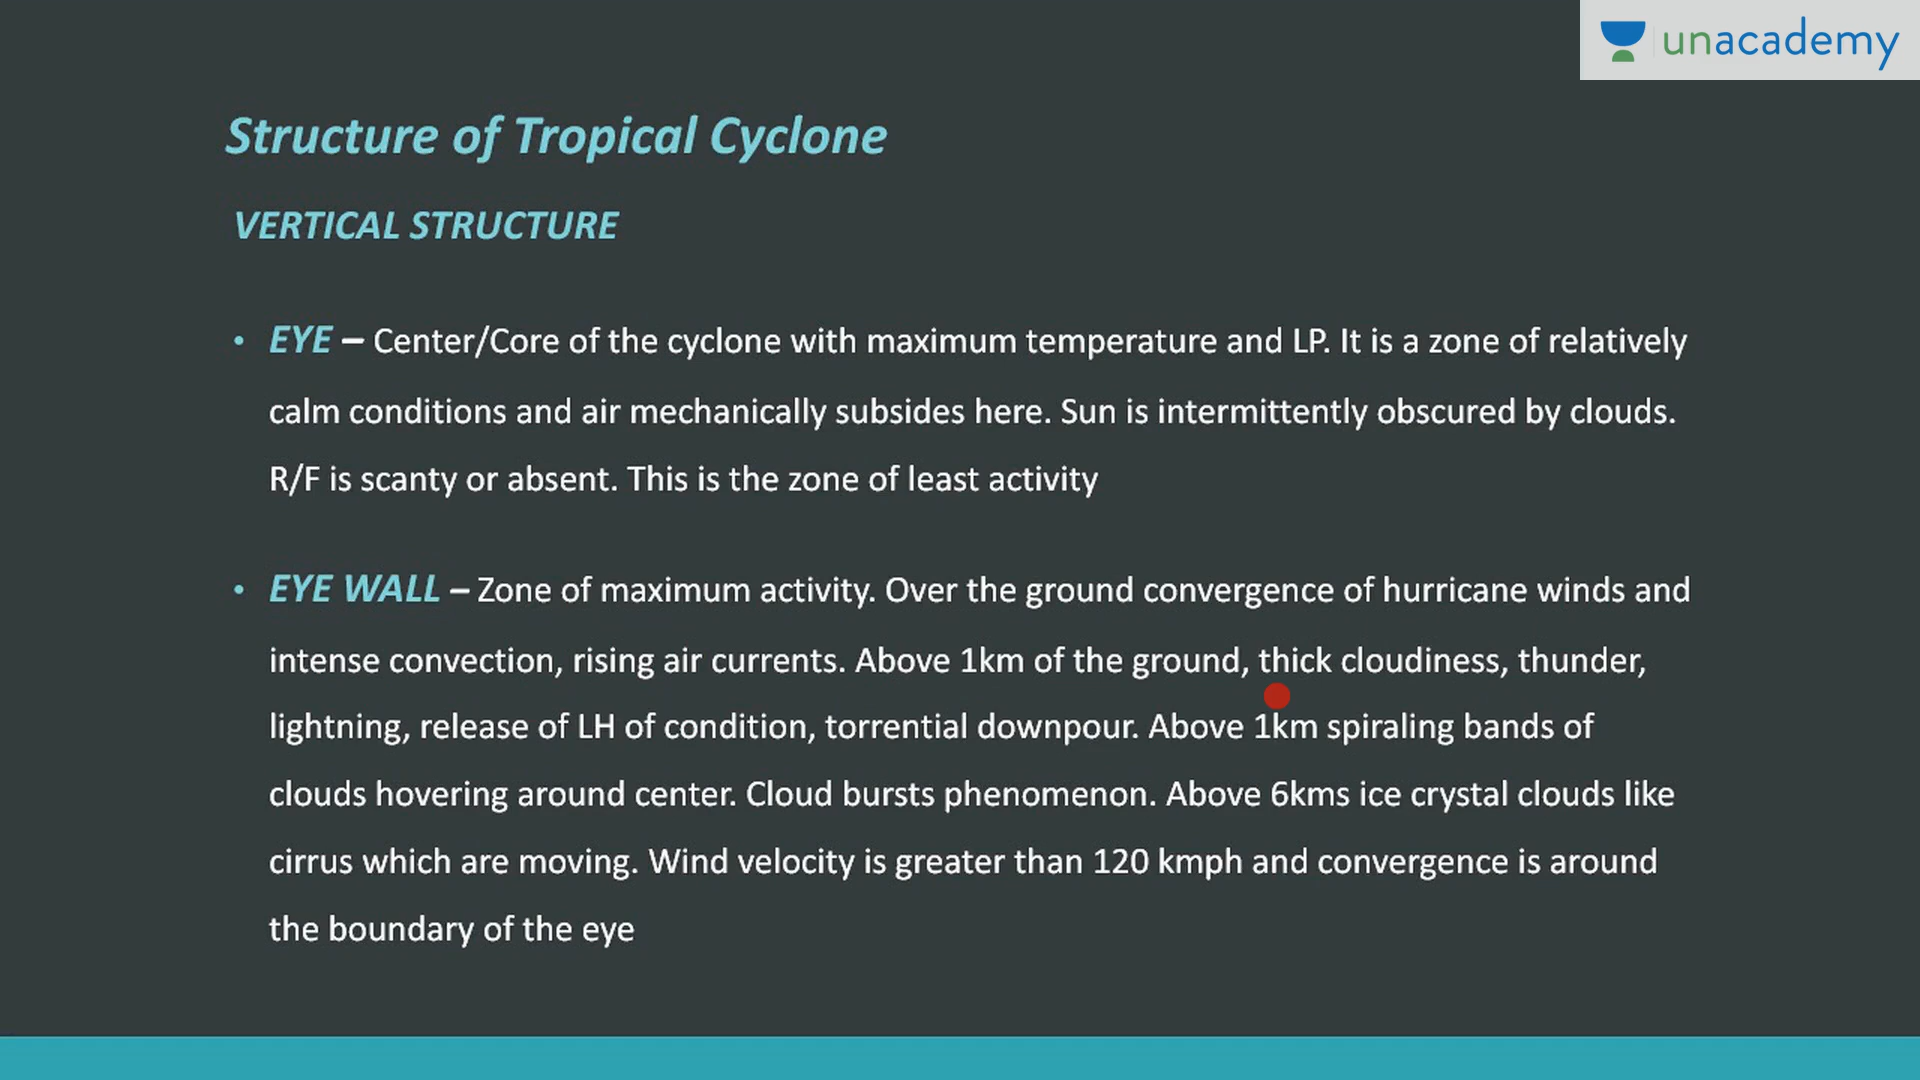 unacademy
Structure of Tropical Cyclone
VERTICAL STRUCTURE
• EYE – Center/Core of the cyclone with maximum temperature and LP. It is a zone of relatively
calm conditions and air mechanically subsides here. Sun is intermittently obscured by clouds.
R/F is scanty or absent. This is the zone of least activity
• EYE WALL – Zone of maximum activity. Over the ground convergence of hurricane winds and
intense convection, rising air currents. Above 1km of the ground, thick cloudiness, thunder,
lightning, release of LH of condition, torrential downpour. Above 1km spiraling bands of
clouds hovering around center. Cloud bursts phenomenon. Above 6kms ice crystal clouds like
cirrus which are moving. Wind velocity is greater than 120 kmph and convergence is around
the boundary of the eye